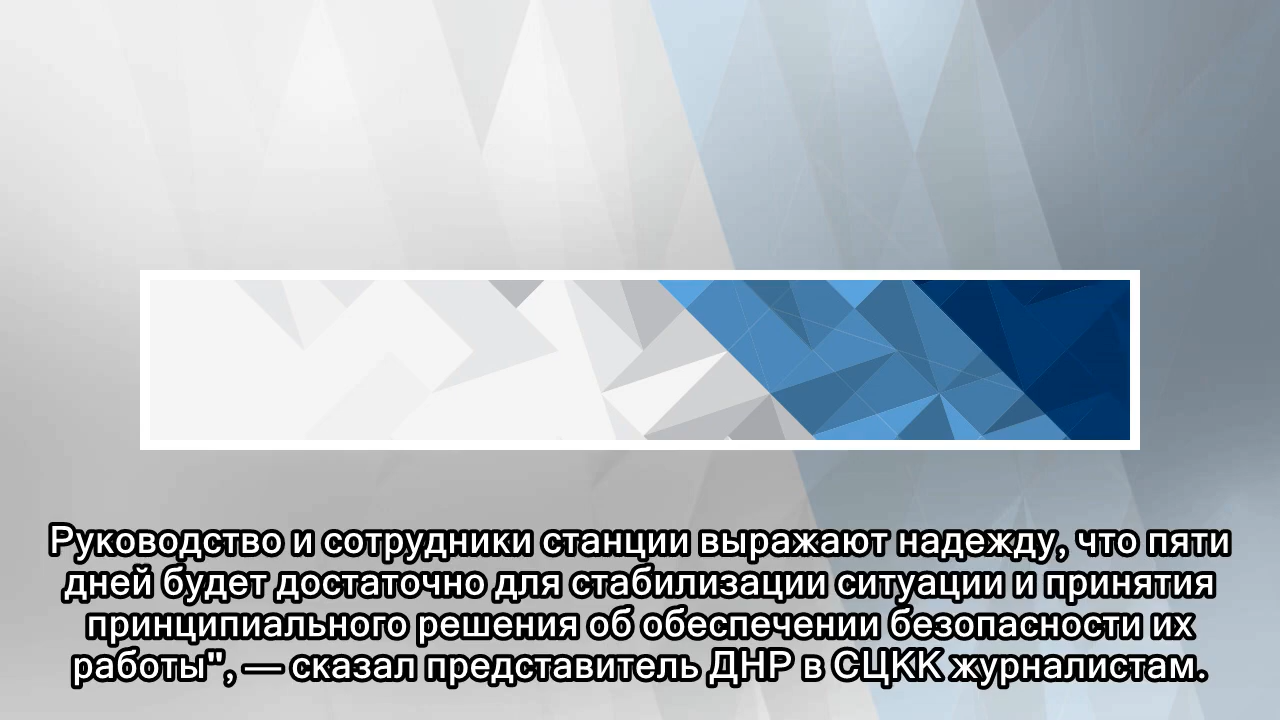 Руководство и сотрудники станции выражают надежду, что пяти
дней будет достаточно для стабилизации ситуации и принятия
принципиального решения об обеспечении безопасности их
работы", — сказал представитель ДНР в СЦКК журналистам.